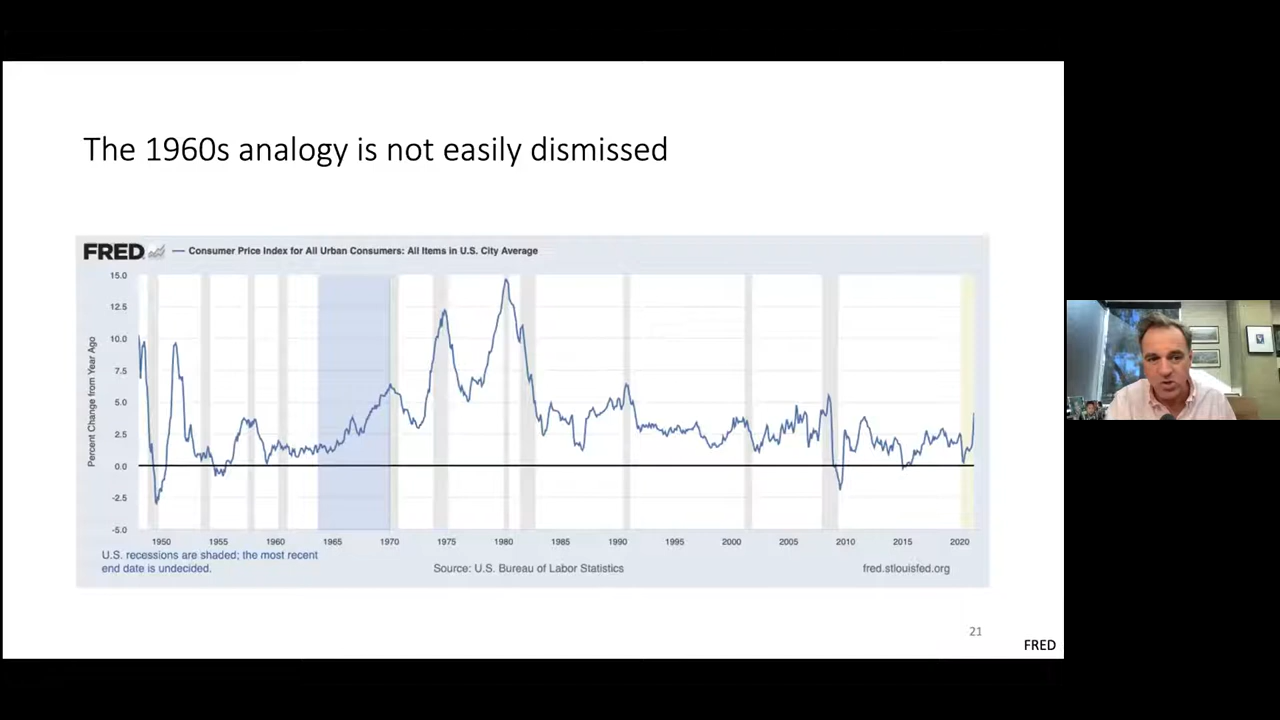 The 1960s analogy is not easily dismissed
FRED — Consumer Price Index for All Urban Consumers: All Items in U.S. City Average
15.0
12.5
10.0
7.5
5.0
2.5
0.0
-2.5
-5.0
Percent Change from Year Ago
1950 1955 1960 1965 1970 1975 1980 1985 1990 1995 2000 2005 2010 2015 2020
U.S. recessions are shaded; the most recent
end date is undecided.
Source: U.S. Bureau of Labor Statistics
fred.stlouisfed.org
21
FRED